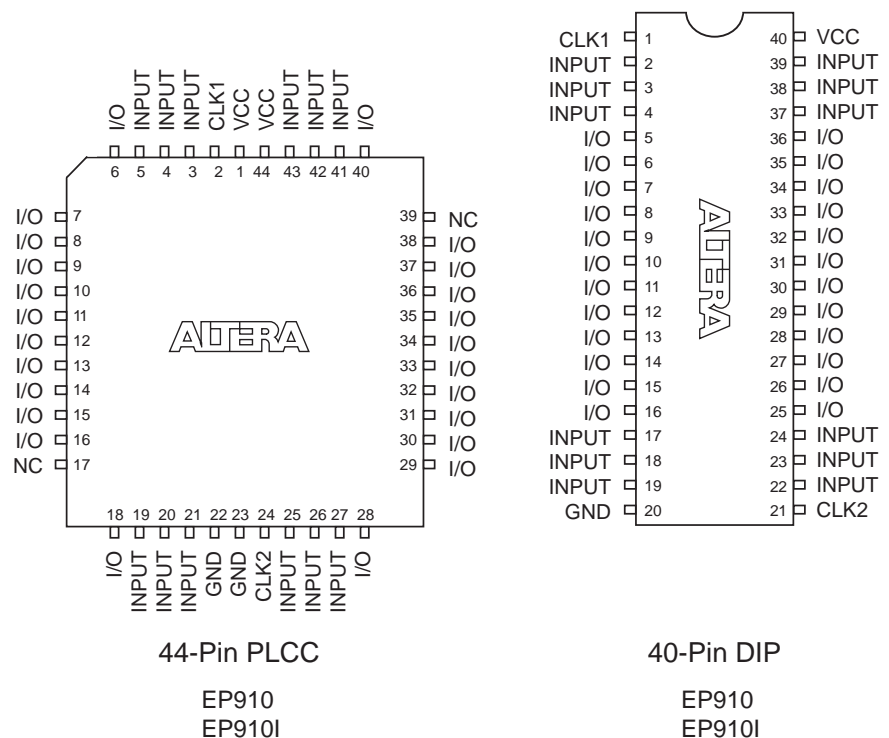 I/O INPUT INPUT INPUT CLK1 VCC VCC INPUT INPUT INPUT I/O
6 5 4 3 2 1 44 43 42 41 40
I/O 7
I/O 8
I/O 9
I/O 10
I/O 11
I/O 12
I/O 13
I/O 14
I/O 15
I/O 16
NC 17
39 NC
38 I/O
37 I/O
36 I/O
35 I/O
34 I/O
33 I/O
32 I/O
31 I/O
30 I/O
29 I/O
ALTERA
18 19 20 21 22 23 24 25 26 27 28
I/O INPUT INPUT INPUT GND GND CLK2 INPUT INPUT INPUT I/O
44-Pin PLCC
EP910
EP910I
CLK1 1 40 VCC
INPUT 2 39 INPUT
INPUT 3 38 INPUT
INPUT 4 37 INPUT
I/O 5 36 I/O
I/O 6 35 I/O
I/O 7 34 I/O
I/O 8 33 I/O
I/O 9 32 I/O
I/O 10 31 I/O
I/O 11 30 I/O
I/O 12 29 I/O
I/O 13 28 I/O
I/O 14 27 I/O
I/O 15 26 I/O
I/O 16 25 I/O
INPUT 17 24 INPUT
INPUT 18 23 INPUT
INPUT 19 22 INPUT
GND 20 21 CLK2
ALTERA
40-Pin DIP
EP910
EP910I